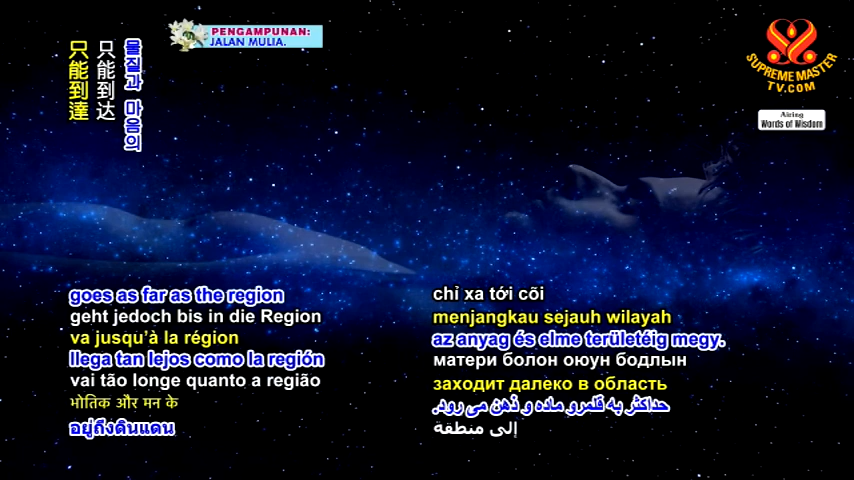 PENGAMPUNAN:
JALAN MULIA.
SUPREME MASTER
TV.COM
Airing
Words of Wisdom
물질과 마음의
只能到达
只能到達
goes as far as the region
geht jedoch bis in die Region
va jusqu'à la région
llega tan lejos como la región
vai tão longe quanto a região
भौतिक और मन के
อยู่ถึงดินแดน
chỉ xa tới cõi
menjangkau sejauh wilayah
az anyag és elme területéig megy.
матери болон оюун бодлын
заходит далеко в область
حداکثر به قلمرو ماده و ذهن می رود.
إلى منطقة